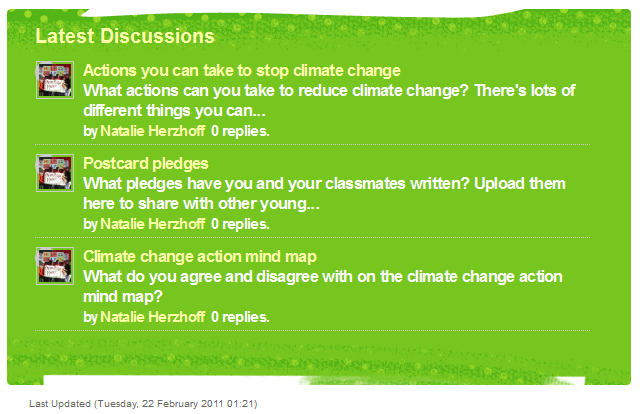 Latest Discussions
Actions you can take to stop climate change
What actions can you take to reduce climate change? There's lots of
different things you can...
by Natalie Herzhoff 0 replies.
Postcard pledges
What pledges have you and your classmates written? Upload them
here to share with other young...
by Natalie Herzhoff 0 replies.
Climate change action mind map
What do you agree and disagree with on the climate change action
mind map?
by Natalie Herzhoff 0 replies.
Last Updated (Tuesday, 22 February 2011 01:21)